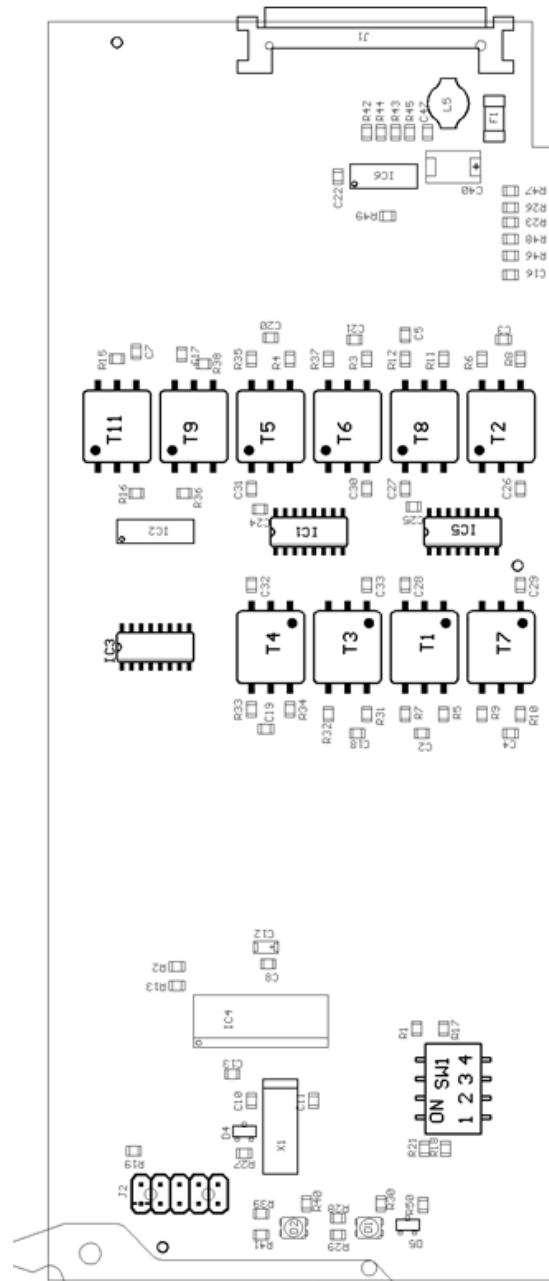 J1
R42 R44 R43 R45 C47 L5 F1
C22 IC6 C40
R49
R47
R26
R23
R48
R46
C16
C20 C21 C5 C3
R15 C7 C17 R38 R35 R4 R37 R3 R12 R11 R6 R8
T11 T9 T5 T6 T8 T2
R16 R36 C31 C30 C27 C26
C24 C25
IC2 IC1 IC5
C32 C33 C28 C29
IC3 T4 T3 T1 T7
R33 C19 R34 R32 R31 R7 R5 R9 R10
C18 C2 C4
C12
R2 C8
R13
IC4
R1 R17
C13
ON SW1
1 2 3 4
C10 C11
D4 X1
R19 R27 R21 R18
J2
R40 R30 R50
D2 D1 D5
R41